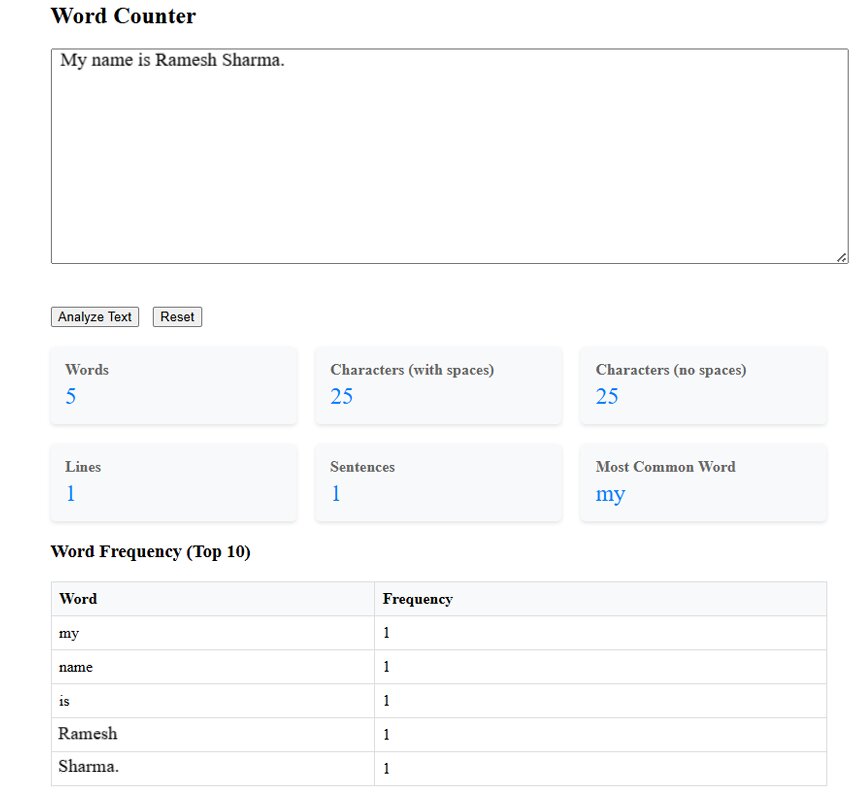 Word Counter
My name is Ramesh Sharma.
Analyze Text Reset
Words Characters (with spaces) Characters (no spaces)
5 25 25
Lines Sentences Most Common Word
1 1 my
Word Frequency (Top 10)
Word Frequency
my 1
name 1
is 1
Ramesh 1
Sharma. 1